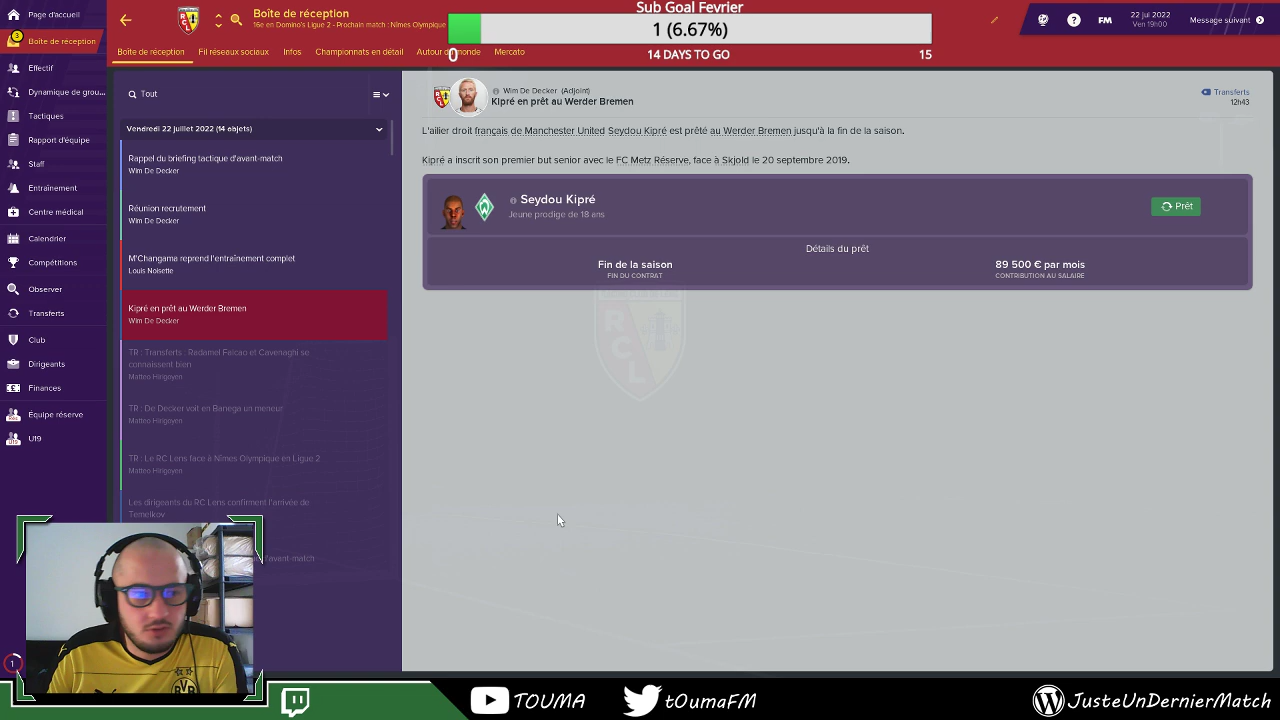 Page d'accueil
3
Boîte de réception
Effectif
Dynamique de grou...
Tactiques
Rapport d'équipe
Staff
Entraînement
Centre médical
Calendrier
Compétitions
Observer
Transferts
Club
Dirigeants
Finances
Équipe réserve
U19
1
Boîte de réception
16e en Domino's Ligue 2 - Prochain match : Nîmes Olympique
Sub Goal Fevrier
1 (6.67%)
0
14 DAYS TO GO
15
FM
22 jul 2022
Ven 19h00
Message suivant
Boîte de réception
Fil réseaux sociaux
Infos
Championnats en détail
Autour du monde
Mercato
Tout
Vendredi 22 juillet 2022 (14 objets)
Rappel du briefing tactique d'avant-match
Wim De Decker
Réunion recrutement
Wim De Decker
M'Changama reprend l'entraînement complet
Louis Noisette
Kipré en prêt au Werder Bremen
Wim De Decker
TR : Transferts : Radamel Falcao et Cavenaghi se
connaissent bien
Matteo Hirigoyen
TR : De Decker voit en Banega un meneur
Matteo Hirigoyen
TR : Le RC Lens face à Nîmes Olympique en Ligue 2
Matteo Hirigoyen
Les dirigeants du RC Lens confirment l'arrivée de
Temelkov
d'avant-match
Wim De Decker (Adjoint)
Kipré en prêt au Werder Bremen
Transferts
12h43
L'ailier droit français de Manchester United Seydou Kipré est prêté au Werder Bremen jusqu'à la fin de la saison.
Kipré a inscrit son premier but senior avec le FC Metz Réserve, face à Skjold le 20 septembre 2019.
Seydou Kipré
Jeune prodige de 18 ans
Prêt
Détails du prêt
Fin de la saison
FIN DU CONTRAT
89 500 € par mois
CONTRIBUTION AU SALAIRE
RCL
TOUMA
tOumaFM
JusteUnDernierMatch